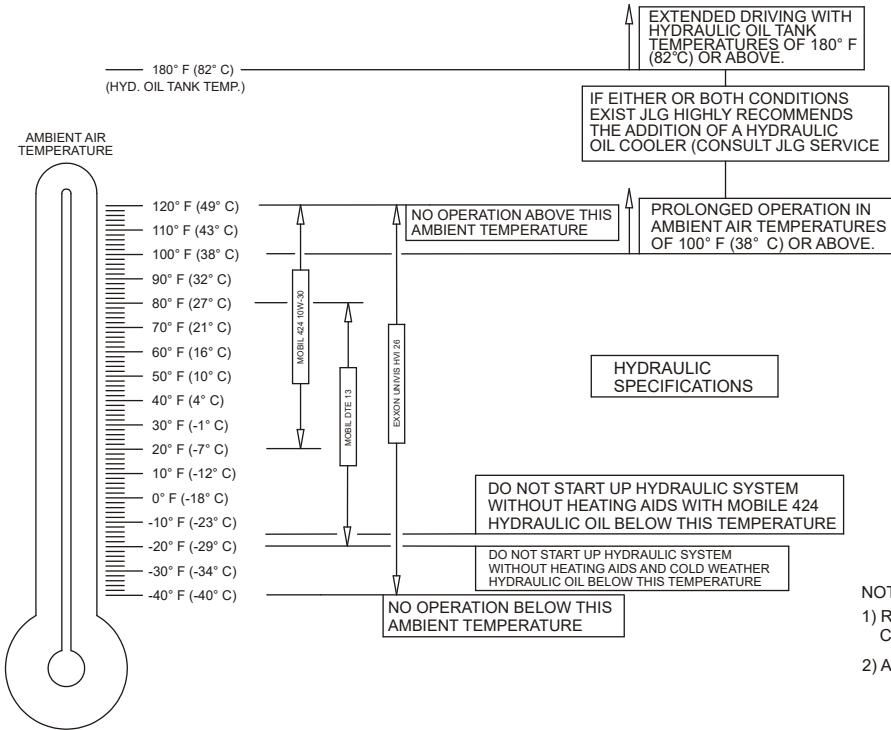 EXTENDED DRIVING WITH
HYDRAULIC OIL TANK
TEMPERATURES OF 180° F
(82°C) OR ABOVE.
180° F (82° C)
(HYD. OIL TANK TEMP.)
IF EITHER OR BOTH CONDITIONS
EXIST JLG HIGHLY RECOMMENDS
THE ADDITION OF A HYDRAULIC
OIL COOLER (CONSULT JLG SERVICE
AMBIENT AIR
TEMPERATURE
120° F (49° C)
110° F (43° C)
100° F (38° C)
90° F (32° C)
80° F (27° C)
70° F (21° C)
60° F (16° C)
50° F (10° C)
40° F (4° C)
30° F (-1° C)
20° F (-7° C)
10° F (-12° C)
0° F (-18° C)
-10° F (-23° C)
-20° F (-29° C)
-30° F (-34° C)
-40° F (-40° C)
NO OPERATION ABOVE THIS
AMBIENT TEMPERATURE
PROLONGED OPERATION IN
AMBIENT AIR TEMPERATURES
OF 100° F (38° C) OR ABOVE.
MOBIL 424 10W-30
MOBIL DTE 13
EXXON UNIVIS HVI 26
HYDRAULIC
SPECIFICATIONS
DO NOT START UP HYDRAULIC SYSTEM
WITHOUT HEATING AIDS WITH MOBILE 424
HYDRAULIC OIL BELOW THIS TEMPERATURE
DO NOT START UP HYDRAULIC SYSTEM
WITHOUT HEATING AIDS AND COLD WEATHER
HYDRAULIC OIL BELOW THIS TEMPERATURE
NO OPERATION BELOW THIS
AMBIENT TEMPERATURE
NOT
1) R
C
2) A